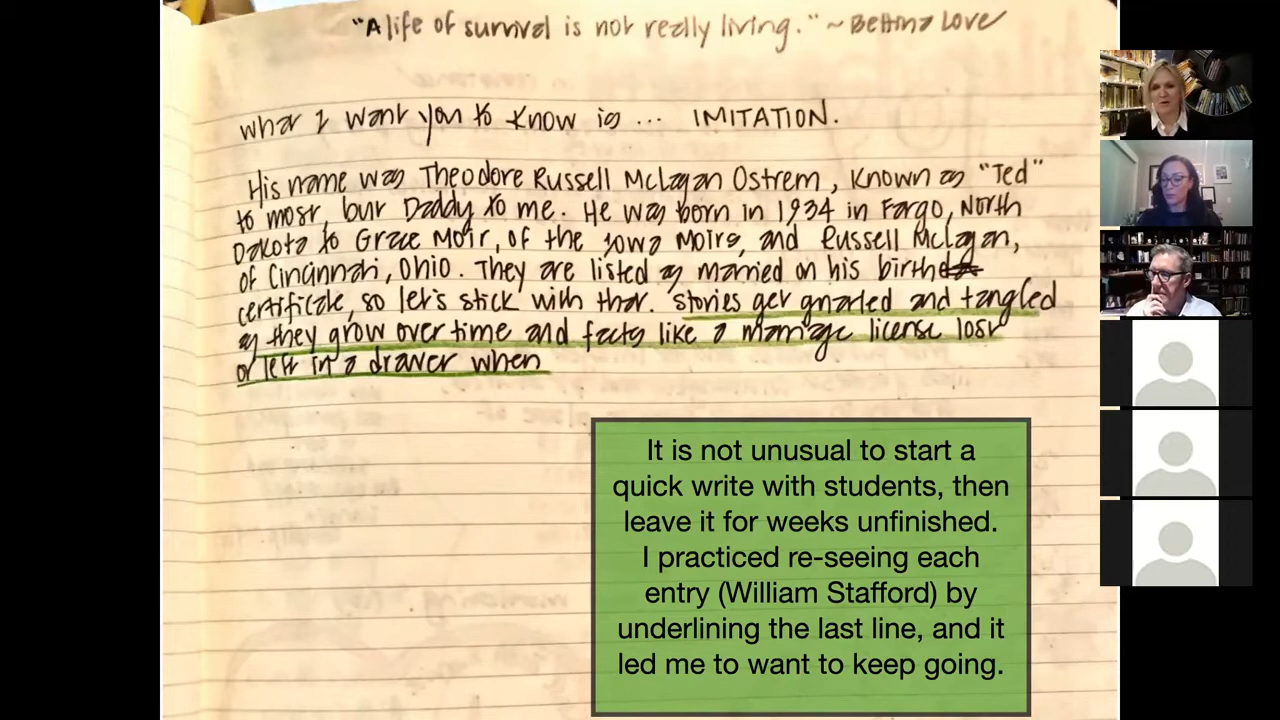 "A life of survival is not really living." ~ Bettina Love
what I want you to know is ... IMITATION.
His name was Theodore Russell McLagan Ostrem, known as "Ted"
to most, but Daddy to me. He was born in 1934 in Fargo, North
Dakota to Grace Moir, of the Iowa Moirs, and Russell McLagan,
of Cincinnati, Ohio. They are listed as married on his birth
certificate, so let's stick with that. Stories get gnarled and tangled
as they grow over time and facts like a marriage license lost
or left in a drawer when
It is not unusual to start a
quick write with students, then
leave it for weeks unfinished.
I practiced re-seeing each
entry (William Stafford) by
underlining the last line, and it
led me to want to keep going.